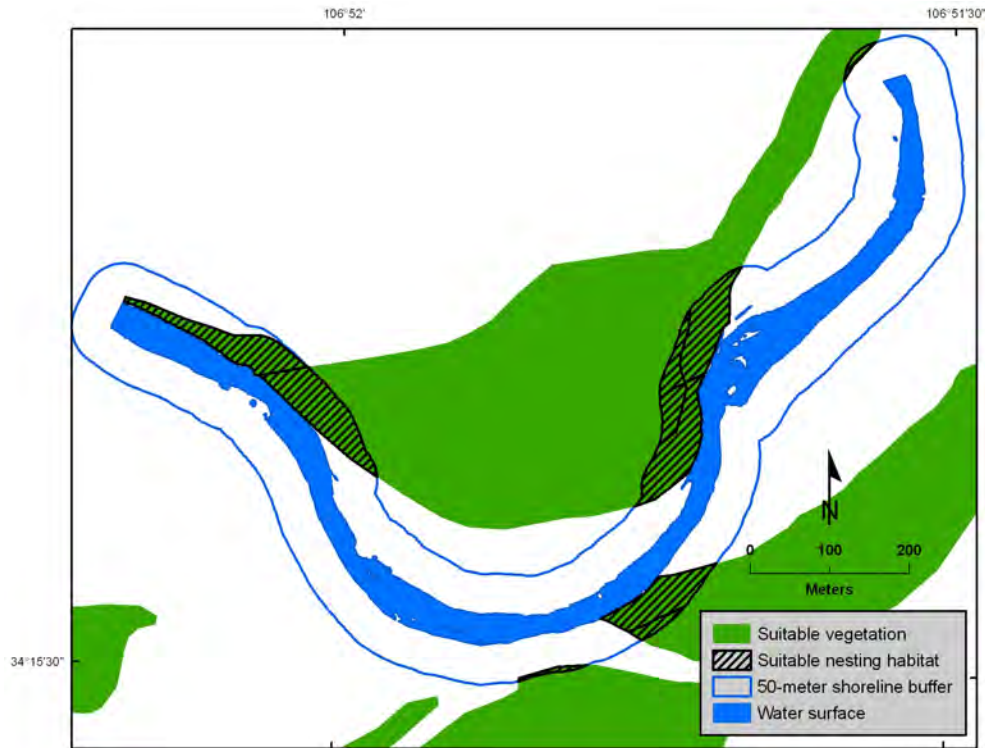 106°52'
106°51'30"
34°15'30"
N
0 100 200
Meters
Suitable vegetation
Suitable nesting habitat
50-meter shoreline buffer
Water surface